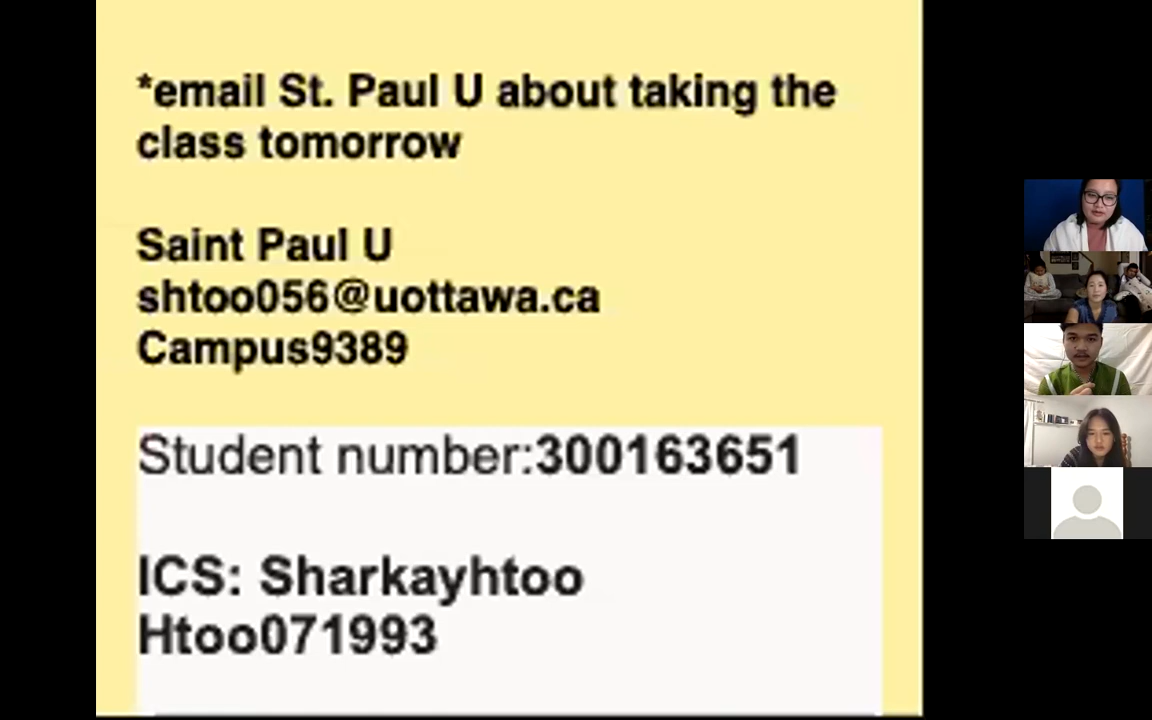 *email St. Paul U about taking the
class tomorrow
Saint Paul U
shtoo056@uottawa.ca
Campus9389
Student number:300163651
ICS: Sharkayhtoo
Htoo071993